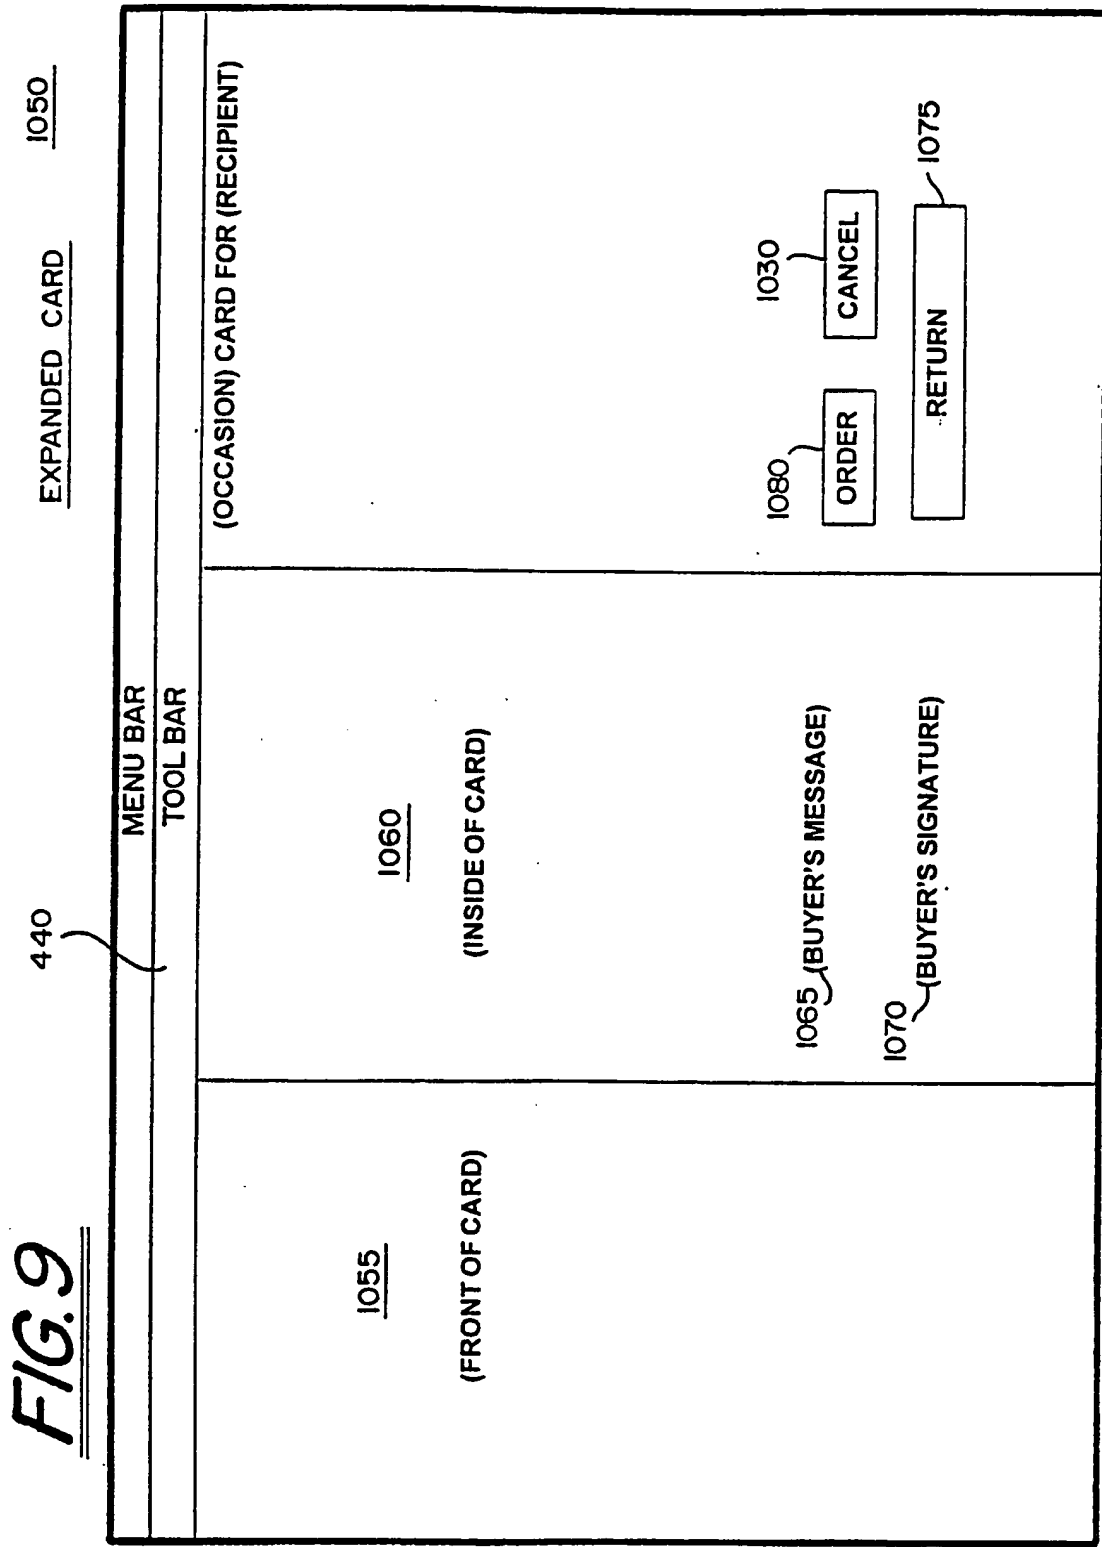 FIG. 9
EXPANDED CARD
1050
440
MENU BAR
TOOL BAR
1055
(FRONT OF CARD)
1060
(INSIDE OF CARD)
1065 (BUYER'S MESSAGE)
1070 (BUYER'S SIGNATURE)
(OCCASION) CARD FOR (RECIPIENT)
1080
1030
ORDER
CANCEL
RETURN
1075